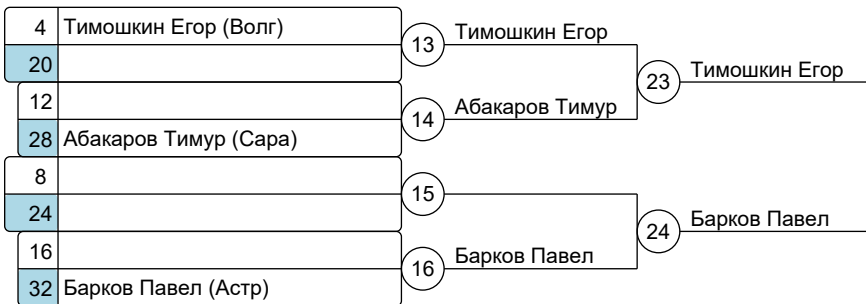 4 Тимошкин Егор (Волг)
13 Тимошкин Егор
20
23 Тимошкин Егор
12
14 Абакаров Тимур
28 Абакаров Тимур (Сара)
8
15
24
24 Барков Павел
16
16 Барков Павел
32 Барков Павел (Астр)